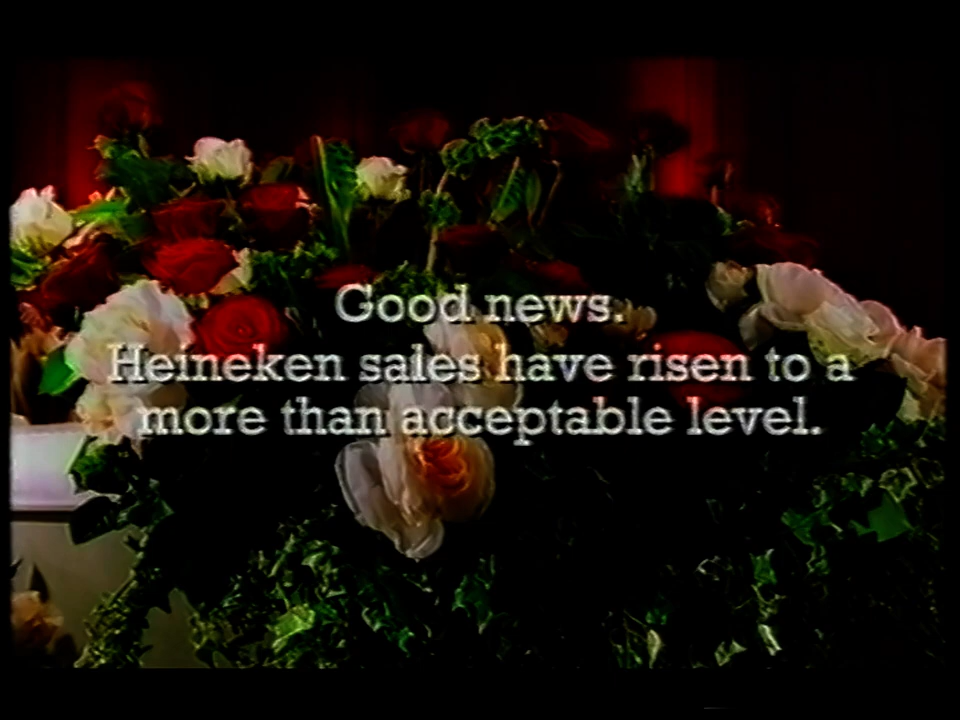 Good news.
Heineken sales have risen to a
more than acceptable level.